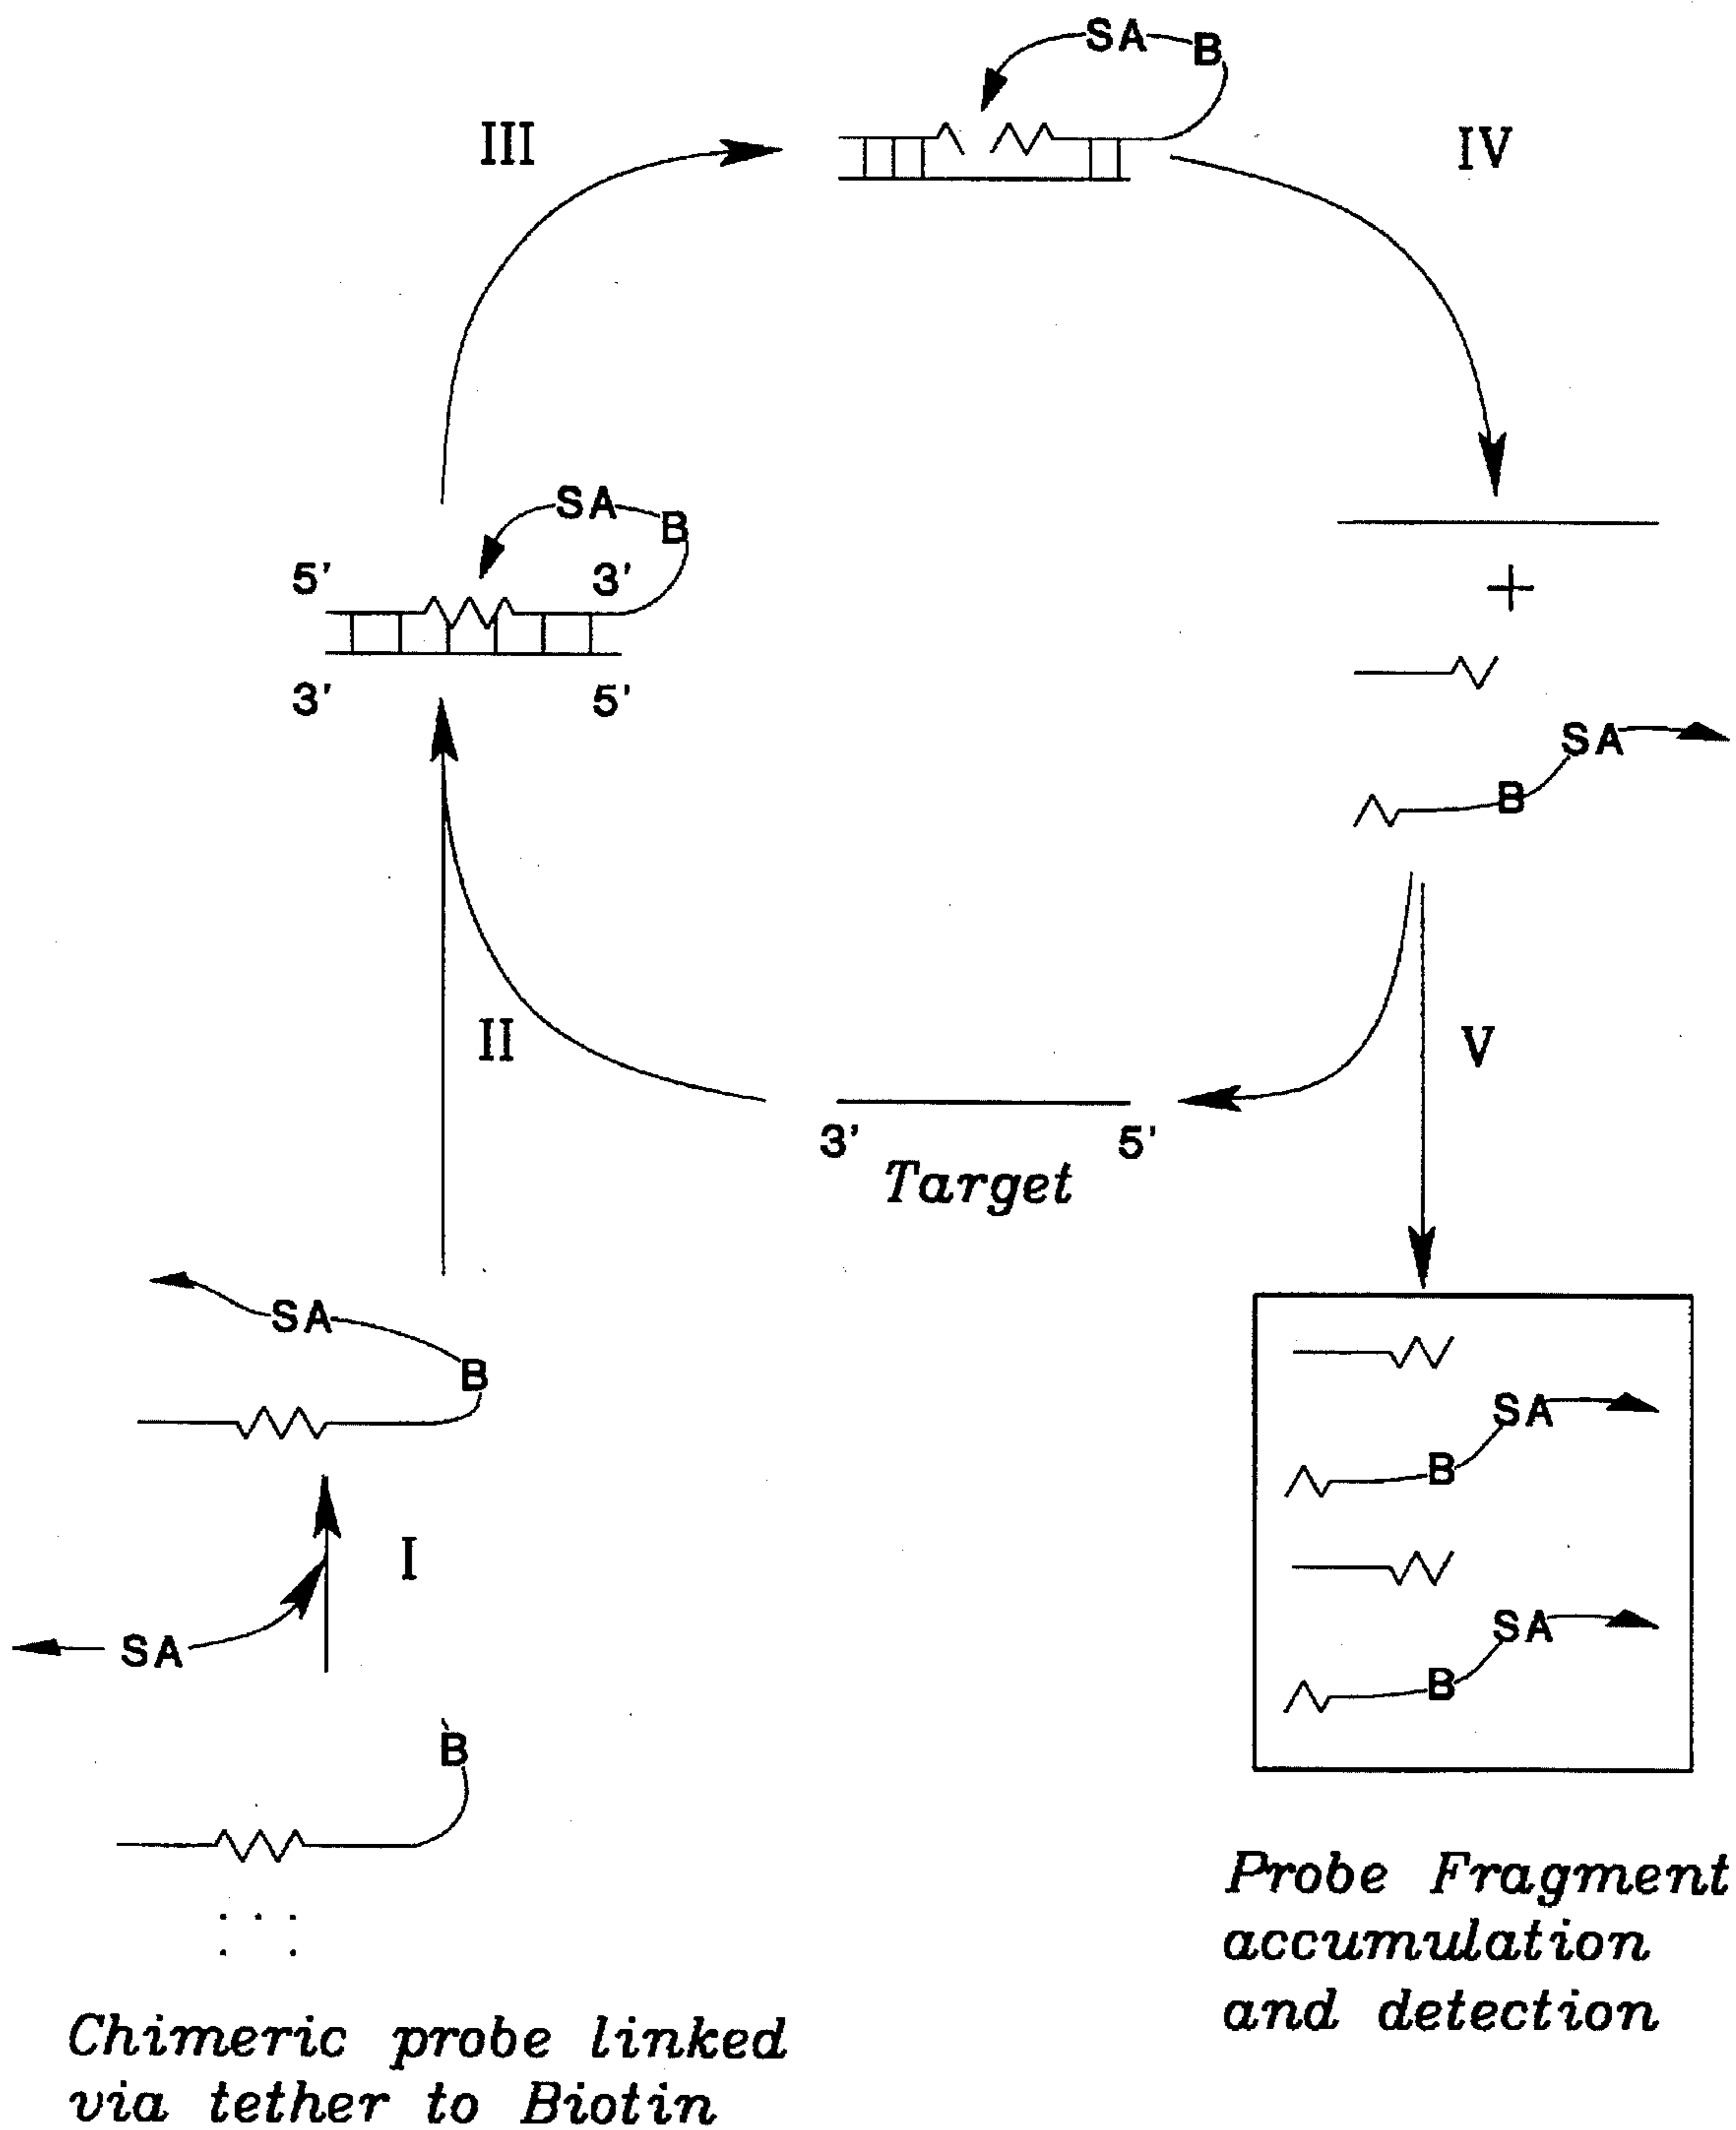 SA B
III
IV
SA B
5' 3'
3' 5'
SA
B
II
V
3' 5'
Target
SA
B
SA
B
I
SA
SA
B
B
Probe Fragment
accumulation
and detection
Chimeric probe linked
via tether to Biotin